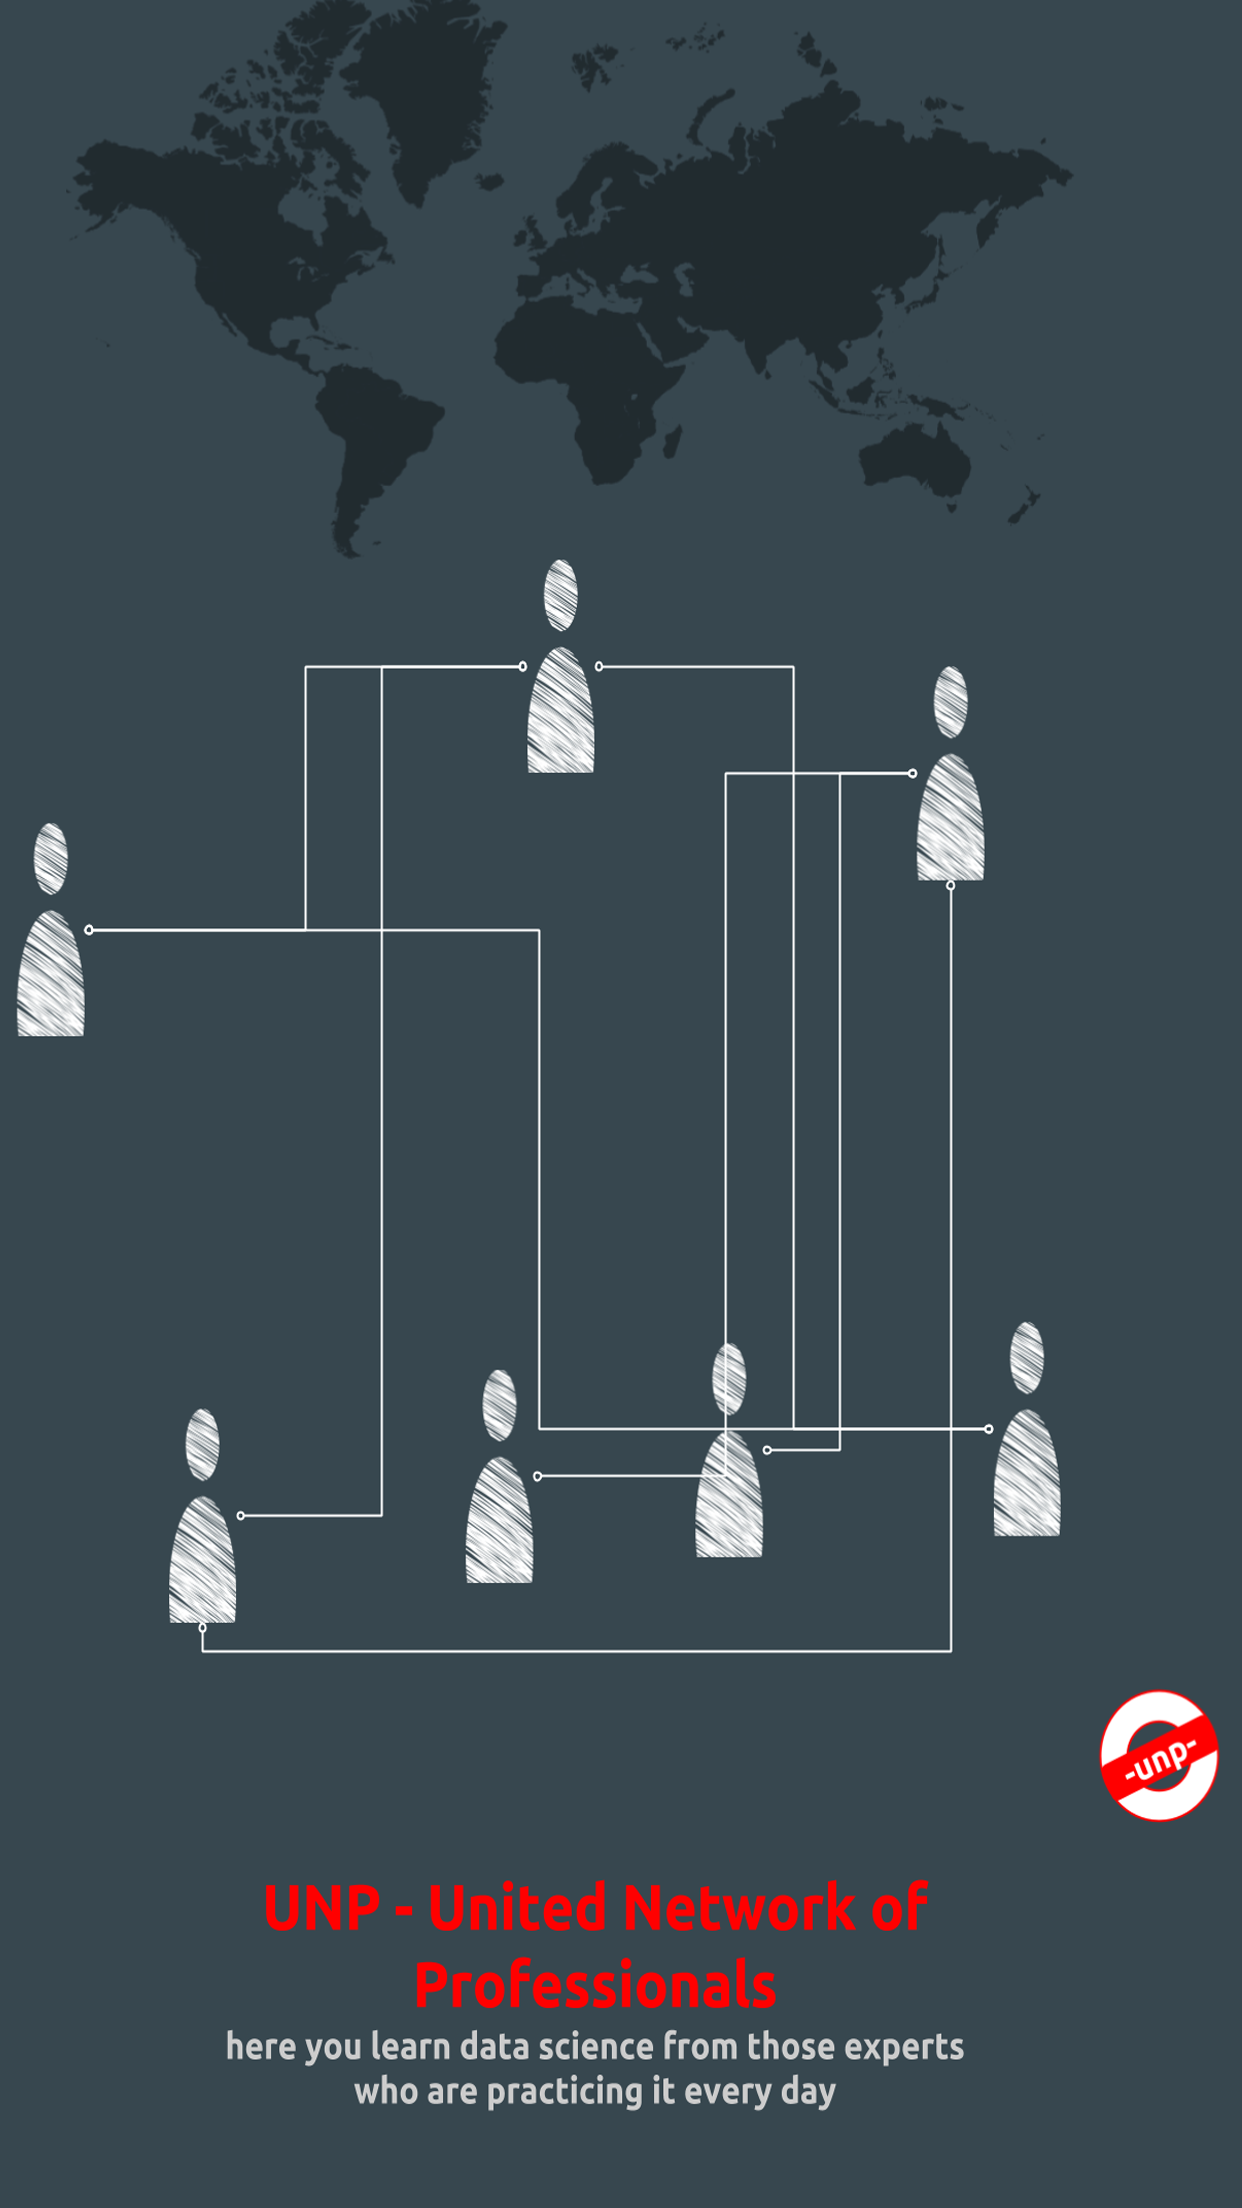 -unp-
UNP - United Network of
Professionals
here you learn data science from those experts
who are practicing it every day